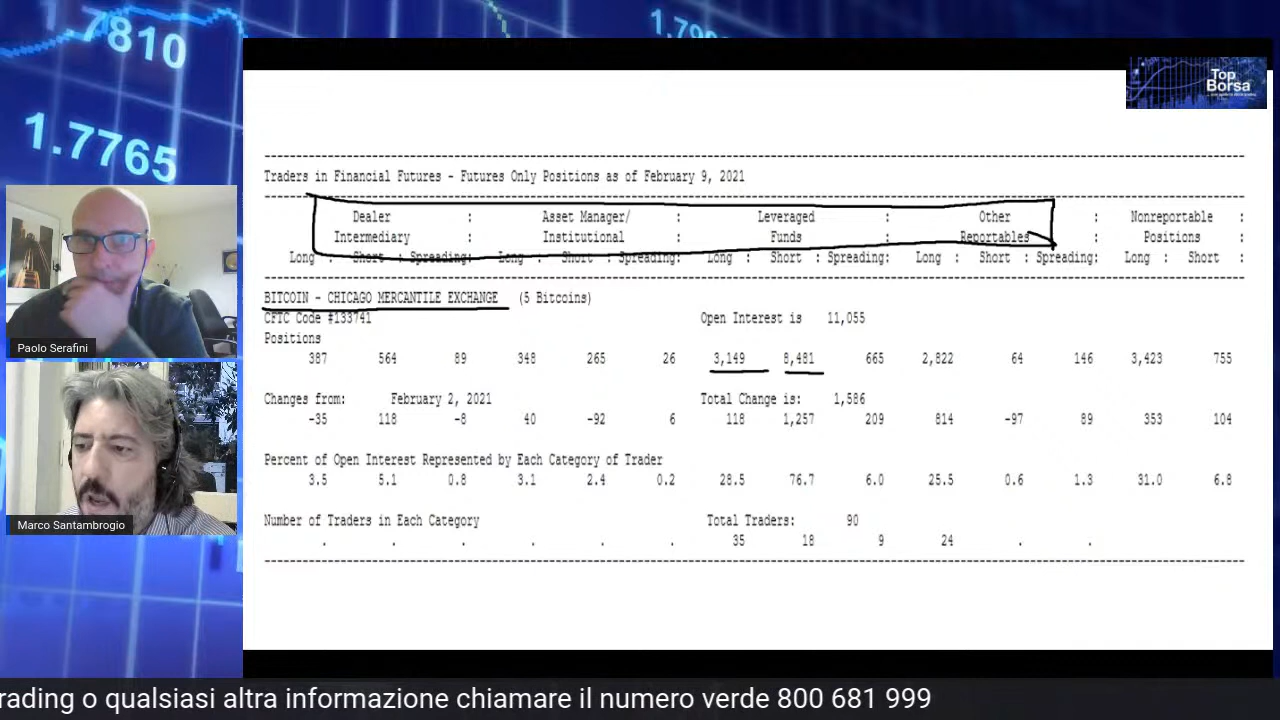 7810
1.79
1.7765
Top
Borsa
Traders in Financial Futures - Futures Only Positions as of February 9, 2021
Dealer : Asset Manager/ : Leveraged : Other : Nonreportable :
Intermediary : Institutional : Funds : Reportables : Positions :
Long : Short : Spreading: Long : Short : Spreading: Long : Short : Spreading: Long : Short : Spreading: Long : Short :
BITCOIN - CHICAGO MERCANTILE EXCHANGE (5 Bitcoins)
CFTC Code #133741 Open Interest is 11,055
Positions
387 564 89 348 265 26 3,149 8,481 665 2,822 64 146 3,423 755
Changes from: February 2, 2021 Total Change is: 1,586
-35 118 -8 40 -92 6 118 1,257 209 814 -97 89 353 104
Percent of Open Interest Represented by Each Category of Trader
3.5 5.1 0.8 3.1 2.4 0.2 28.5 76.7 6.0 25.5 0.6 1.3 31.0 6.8
Number of Traders in Each Category Total Traders: 90
. . . . . . 35 18 9 24 . .
Paolo Serafini
Marco Santambrogio
rading o qualsiasi altra informazione chiamare il numero verde 800 681 999